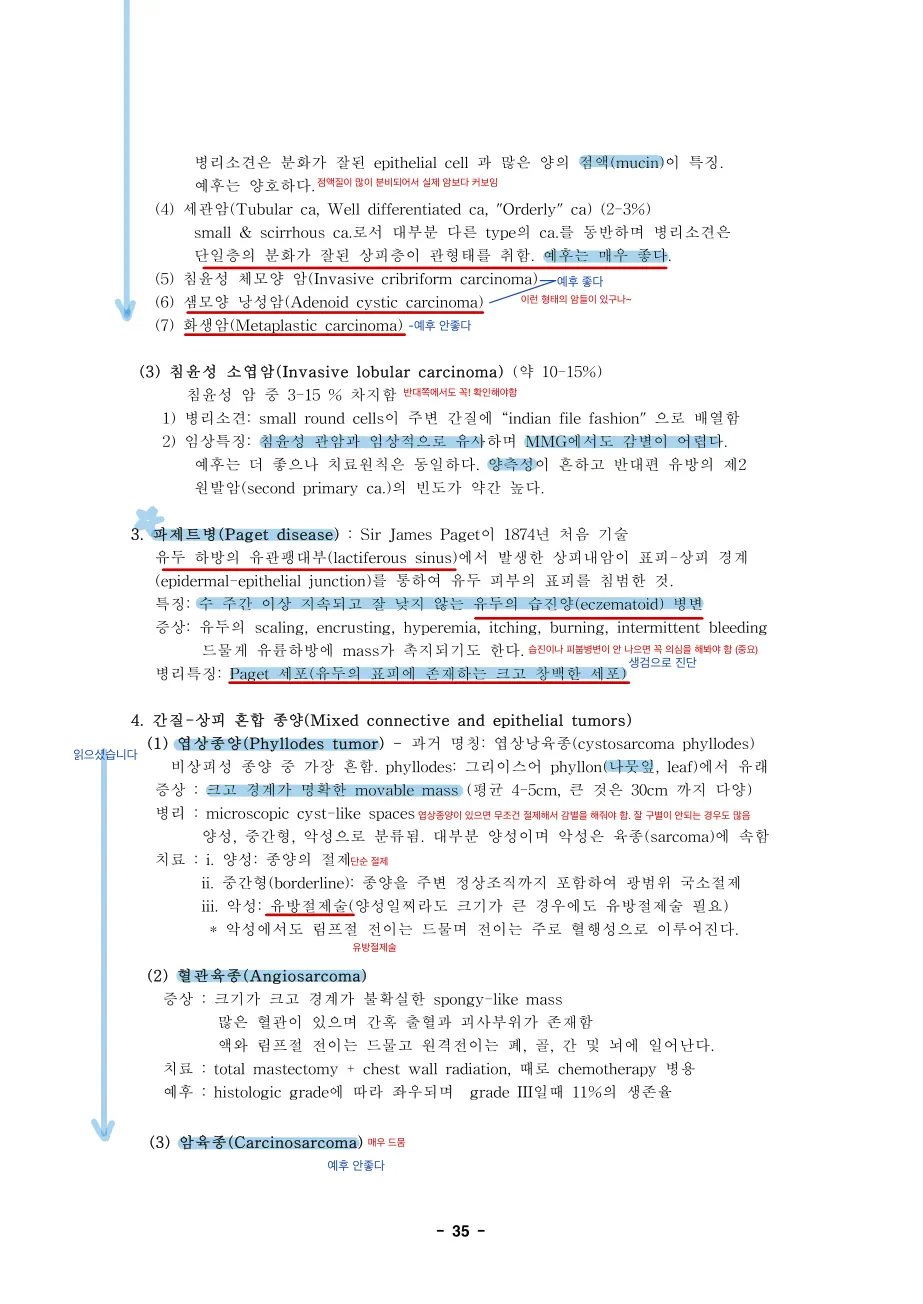 병리소견은 분화가 잘된 epithelial cell 과 많은 양의 점액(mucin)이 특징.
예후는 양호하다. 점액질이 많이 분비되어서 실제 암보다 커보임
(4) 세관암(Tubular ca, Well differentiated ca, "Orderly" ca) (2-3%)
small & scirrhous ca.로서 대부분 다른 type의 ca.를 동반하며 병리소견은
단일층의 분화가 잘된 상피층이 관형태를 취함. 예후는 매우 좋다.
(5) 침윤성 체모양 암(Invasive cribriform carcinoma) 예후 좋다
(6) 샘모양 낭성암(Adenoid cystic carcinoma) 이런 형태의 암들이 있구나~
(7) 화생암(Metaplastic carcinoma) -예후 안좋다
(3) 침윤성 소엽암(Invasive lobular carcinoma) (약 10-15%)
침윤성 암 중 3-15 % 차지함 반대쪽에서도 꼭! 확인해야함
1) 병리소견: small round cells이 주변 간질에 “indian file fashion" 으로 배열함
2) 임상특징: 침윤성 관암과 임상적으로 유사하며 MMG에서도 감별이 어렵다.
예후는 더 좋으나 치료원칙은 동일하다. 양측성이 흔하고 반대편 유방의 제2
원발암(second primary ca.)의 빈도가 약간 높다.
3. 파제트병(Paget disease) : Sir James Paget이 1874년 처음 기술
유두 하방의 유관팽대부(lactiferous sinus)에서 발생한 상피내암이 표피-상피 경계
(epidermal-epithelial junction)를 통하여 유두 피부의 표피를 침범한 것.
특징: 수 주간 이상 지속되고 잘 낮지 않는 유두의 습진양(eczematoid) 병변
증상: 유두의 scaling, encrusting, hyperemia, itching, burning, intermittent bleeding
드물게 유륜하방에 mass가 촉지되기도 한다. 습진이나 피붐병변이 안 나으면 꼭 의심을 해봐야 함 (중요)
생검으로 진단
병리특징: Paget 세포(유두의 표피에 존재하는 크고 창백한 세포)
4. 간질-상피 혼합 종양(Mixed connective and epithelial tumors)
(1) 엽상종양(Phyllodes tumor) - 과거 명칭: 엽상낭육종(cystosarcoma phyllodes)
읽으셨습니다
비상피성 종양 중 가장 흔함. phyllodes: 그리이스어 phyllon(나뭇잎, leaf)에서 유래
증상 : 크고 경계가 명확한 movable mass (평균 4-5cm, 큰 것은 30cm 까지 다양)
병리 : microscopic cyst-like spaces 엽상종양이 있으면 무조건 절제해서 감별을 해줘야 함. 잘 구별이 안되는 경우도 많음
양성, 중간형, 악성으로 분류됨. 대부분 양성이며 악성은 육종(sarcoma)에 속함
치료 : i. 양성: 종양의 절제 단순 절제
ii. 중간형(borderline): 종양을 주변 정상조직까지 포함하여 광범위 국소절제
iii. 악성: 유방절제술(양성일찌라도 크기가 큰 경우에도 유방절제술 필요)
* 악성에서도 림프절 전이는 드물며 전이는 주로 혈행성으로 이루어진다.
유방절제술
(2) 혈관육종(Angiosarcoma)
증상 : 크기가 크고 경계가 불확실한 spongy-like mass
많은 혈관이 있으며 간혹 출혈과 괴사부위가 존재함
액와 림프절 전이는 드물고 원격전이는 폐, 골, 간 및 뇌에 일어난다.
치료 : total mastectomy + chest wall radiation, 때로 chemotherapy 병용
예후 : histologic grade에 따라 좌우되며 grade III일때 11%의 생존율
(3) 암육종(Carcinosarcoma) 매우 드뭄
예후 안좋다
- 35 -